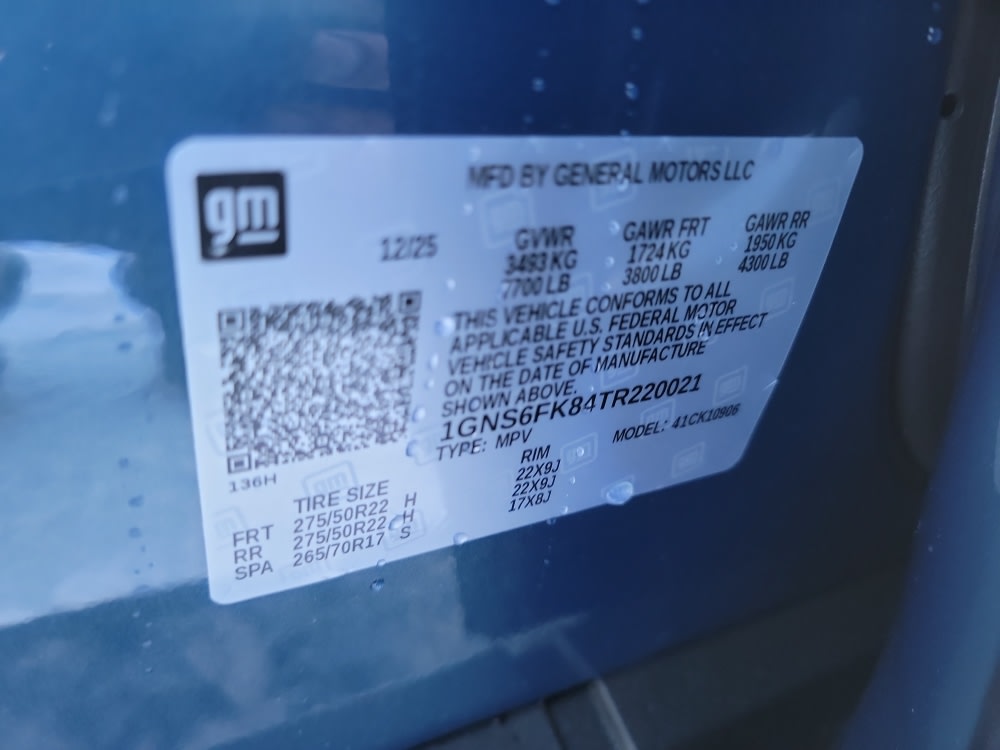 gm
MFD BY GENERAL MOTORS LLC
12/25
GVWR
3493 KG
7700 LB
GAWR FRT
1724 KG
3800 LB
GAWR RR
1950 KG
4300 LB
THIS VEHICLE CONFORMS TO ALL
APPLICABLE U.S. FEDERAL MOTOR
VEHICLE SAFETY STANDARDS IN EFFECT
ON THE DATE OF MANUFACTURE
SHOWN ABOVE.
1GNS6FK84TR220021
TYPE: MPV MODEL: 41CK10906
136H
TIRE SIZE RIM
FRT 275/50R22 H 22X9J
RR 275/50R22 H 22X9J
SPA 265/70R17 S 17X8J